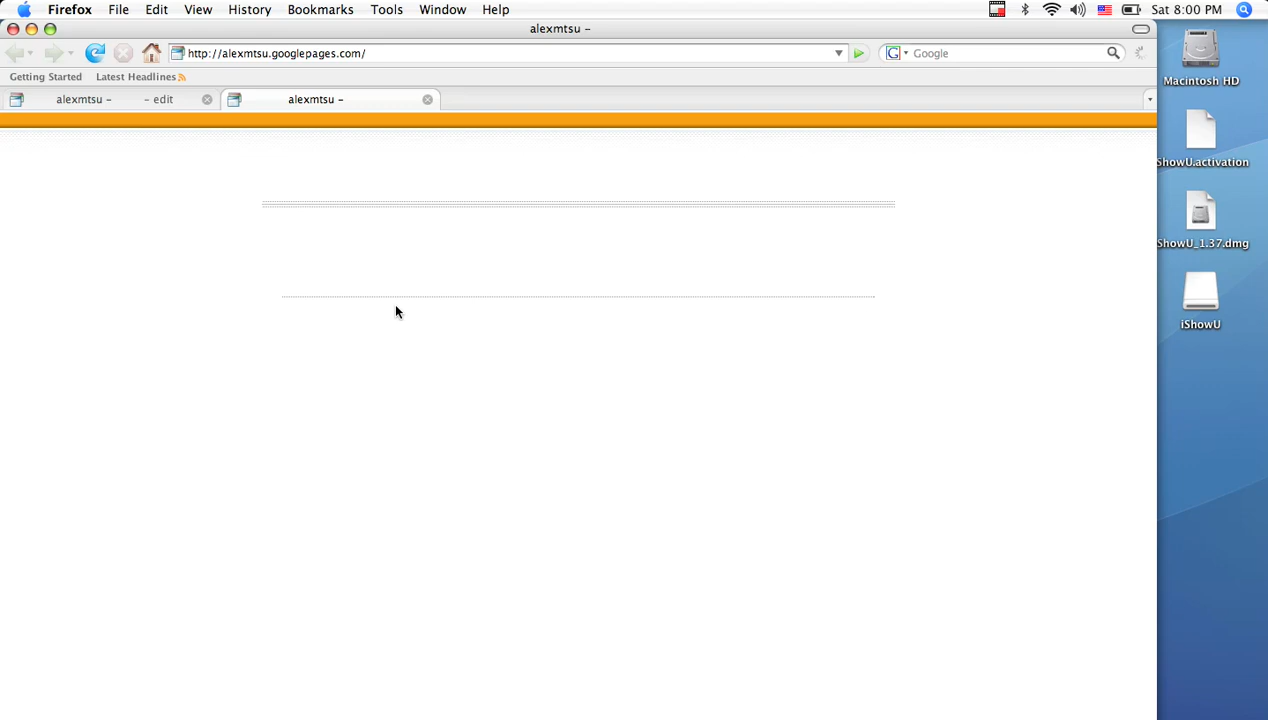 Firefox File Edit View History Bookmarks Tools Window Help Sat 8:00 PM
alexmtsu –
http://alexmtsu.googlepages.com/ Google
Getting Started Latest Headlines
alexmtsu – – edit alexmtsu –
Macintosh HD
ShowU.activation
ShowU_1.37.dmg
iShowU